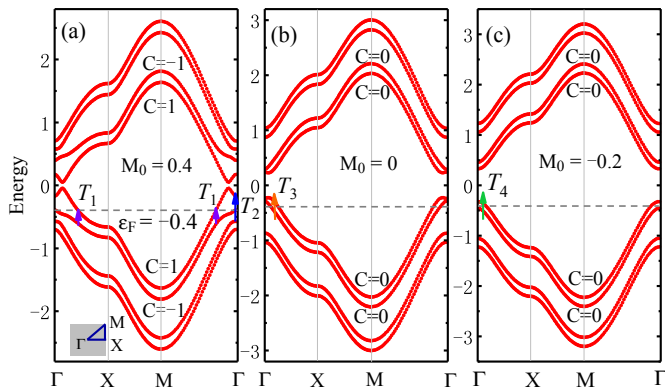 (a)
Energy
2
1
0
−1
−2
C=−1
C=1
M₀ = 0.4
T₁
T₁
T
ε_F = −0.4
C=1
C=−1
M
Γ
X
Γ
X
M
Γ
(b)
3
2
1
0
−1
−2
−3
C=0
C=0
M₀ = 0
T₃
C=0
C=0
X
M
Γ
(c)
3
2
1
0
−1
−2
−3
C=0
C=0
M₀ = −0.2
T₄
C=0
C=0
Γ
X
M
Γ